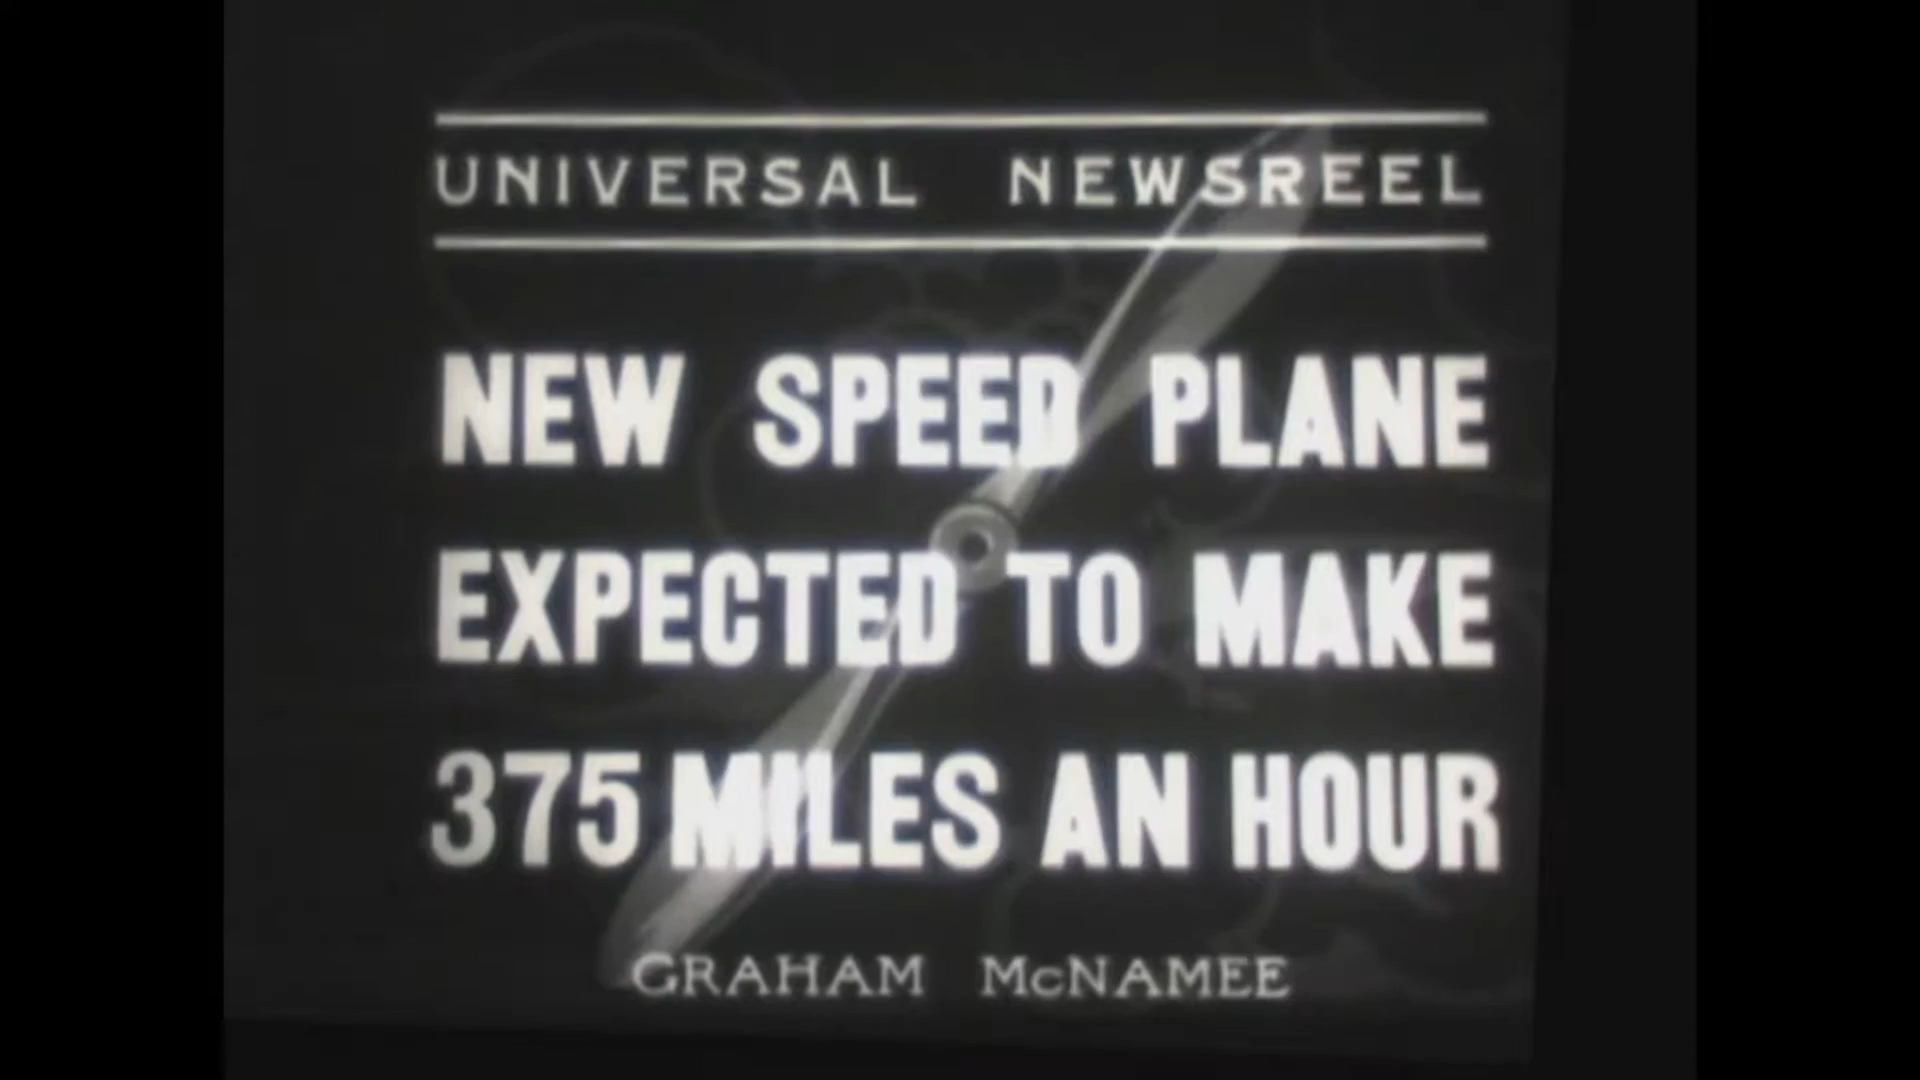 UNIVERSAL NEWSREEL
NEW SPEED PLANE
EXPECTED TO MAKE
375 MILES AN HOUR
GRAHAM McNAMEE